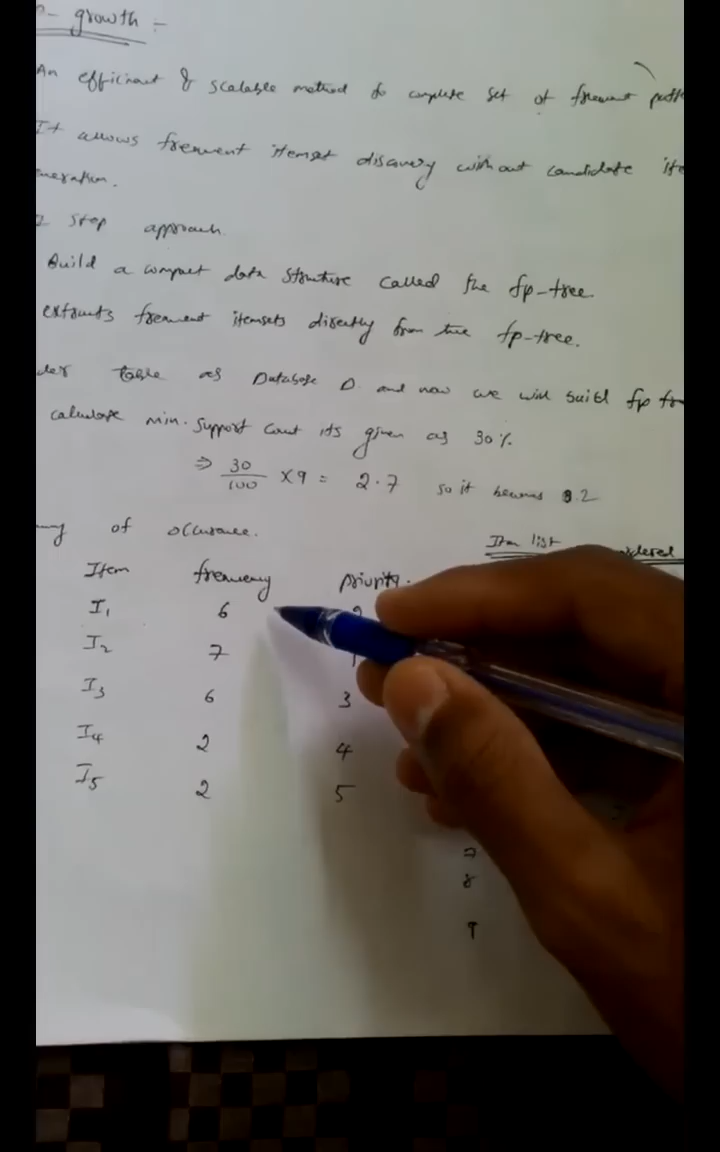 growth :-
An efficient & scalable method to complete set of frequent
It allows frequent itemset discovery without candidate
2 step approach.
Build a compact data structure called the fp-tree.
extracts frequent itemsets directly from the fp-tree.
table as Database D. and now we will build fp
calculate min. support count its given as 30%.
⇒ 30/100 × 9 = 2.7 so it becomes
of occurance.
Item list
Item frequency priority.
I1 6 2
I2 7 1
I3 6 3
I4 2 4
I5 2 5
7
8
9